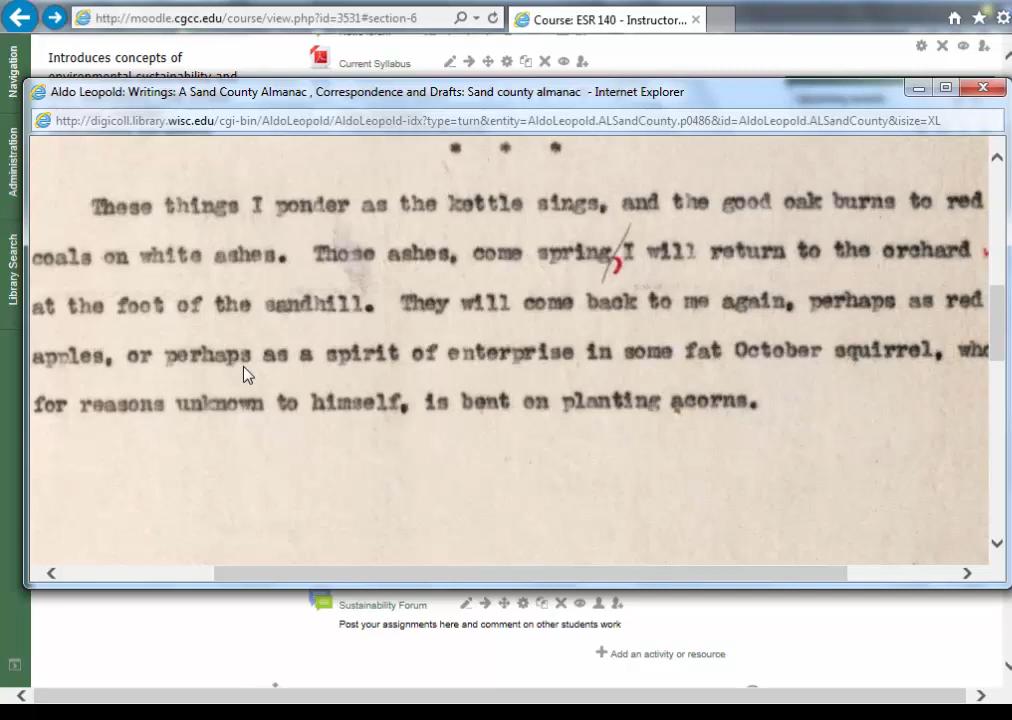 http://moodle.cgcc.edu/course/view.php?id=3531#section-6
Course: ESR 140 - Instructor...
Navigation
Administration
Library Search
Introduces concepts of
environmental sustainability and
Current Syllabus
Aldo Leopold: Writings: A Sand County Almanac , Correspondence and Drafts: Sand county almanac - Internet Explorer
http://digicoll.library.wisc.edu/cgi-bin/AldoLeopold/AldoLeopold-idx?type=turn&entity=AldoLeopold.ALSandCounty.p0486&id=AldoLeopold.ALSandCounty&isize=XL
These things I ponder as the kettle sings, and the good oak burns to red
coals on white ashes. Those ashes, come spring, I will return to the orchard
at the foot of the sandhill. They will come back to me again, perhaps as red
apples, or perhaps as a spirit of enterprise in some fat October squirrel, who
for reasons unknown to himself, is bent on planting acorns.
Sustainability Forum
Post your assignments here and comment on other students work
Add an activity or resource